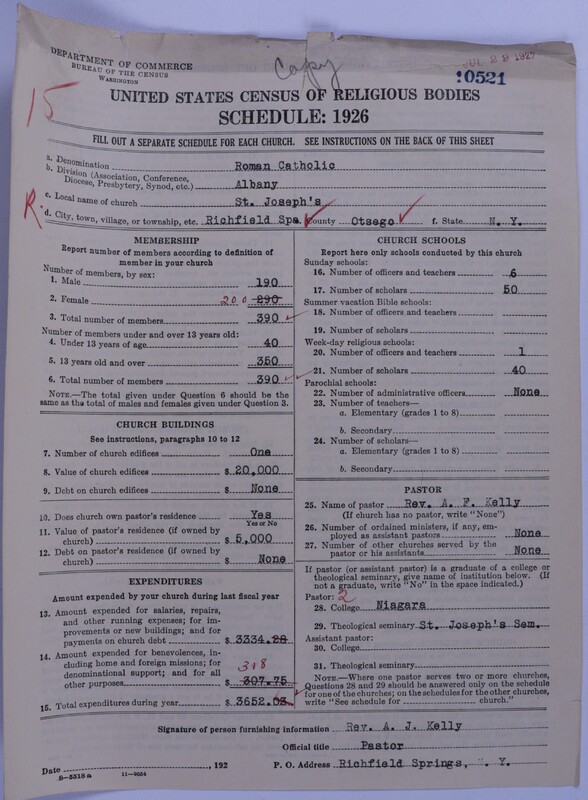 Copy
JUL 29 1927
DEPARTMENT OF COMMERCE
BUREAU OF THE CENSUS
WASHINGTON
10521
15
UNITED STATES CENSUS OF RELIGIOUS BODIES
SCHEDULE: 1926
FILL OUT A SEPARATE SCHEDULE FOR EACH CHURCH. SEE INSTRUCTIONS ON THE BACK OF THIS SHEET
a. Denomination Roman Catholic
b. Division (Association, Conference, Diocese, Presbytery, Synod, etc.) Albany
c. Local name of church St. Joseph's
R.
d. City, town, village, or township, etc. Richfield Spa. County Otsego f. State N. Y.
MEMBERSHIP
Report number of members according to definition of
member in your church
Number of members, by sex:
1. Male 190
2. Female 200 290
3. Total number of members 390
Number of members under and over 13 years old:
4. Under 13 years of age 40
5. 13 years old and over 350
6. Total number of members 390
NOTE.—The total given under Question 6 should be the
same as the total of males and females given under Question 3.
CHURCH BUILDINGS
See instructions, paragraphs 10 to 12
7. Number of church edifices One
8. Value of church edifices $ 20,000
9. Debt on church edifices $ None
10. Does church own pastor's residence? Yes
Yes or No
11. Value of pastor's residence (if owned by
church) $ 5,000
12. Debt on pastor's residence (if owned by
church) $ None
EXPENDITURES
Amount expended by your church during last fiscal year
13. Amount expended for salaries, repairs,
and other running expenses; for im-
provements or new buildings; and for
payments on church debt $ 3334.28
14. Amount expended for benevolences, in-
cluding home and foreign missions; for
denominational support; and for all 318
other purposes $ 307.75
15. Total expenditures during year $ 3652.03
CHURCH SCHOOLS
Report here only schools conducted by this church
Sunday schools:
16. Number of officers and teachers 6
17. Number of scholars 50
Summer vacation Bible schools:
18. Number of officers and teachers
19. Number of scholars
Week-day religious schools:
20. Number of officers and teachers 1
21. Number of scholars 40
Parochial schools:
22. Number of administrative officers None
23. Number of teachers—
a. Elementary (grades 1 to 8)
b. Secondary
24. Number of scholars—
a. Elementary (grades 1 to 8)
b. Secondary
PASTOR
25. Name of pastor Rev. A. F. Kelly
(If church has no pastor, write "None")
26. Number of ordained ministers, if any, em-
ployed as assistant pastors None
27. Number of other churches served by the
pastor or his assistants None
If pastor (or assistant pastor) is a graduate of a college or
theological seminary, give name of institution below. (If
not a graduate, write "No" in the space indicated.)
Pastor: 2
28. College Niagara
29. Theological seminary St. Joseph's Sem.
Assistant pastor:
30. College
31. Theological seminary
NOTE.—Where one pastor serves two or more churches,
Questions 28 and 29 should be answered only on the schedule
for one of the churches; on the schedules for the other churches,
write "See schedule for ........ church."
Signature of person furnishing information Rev. A. J. Kelly
Official title Pastor
Date , 192 P. O. Address Richfield Springs, N. Y.
B-5318a 11-9034